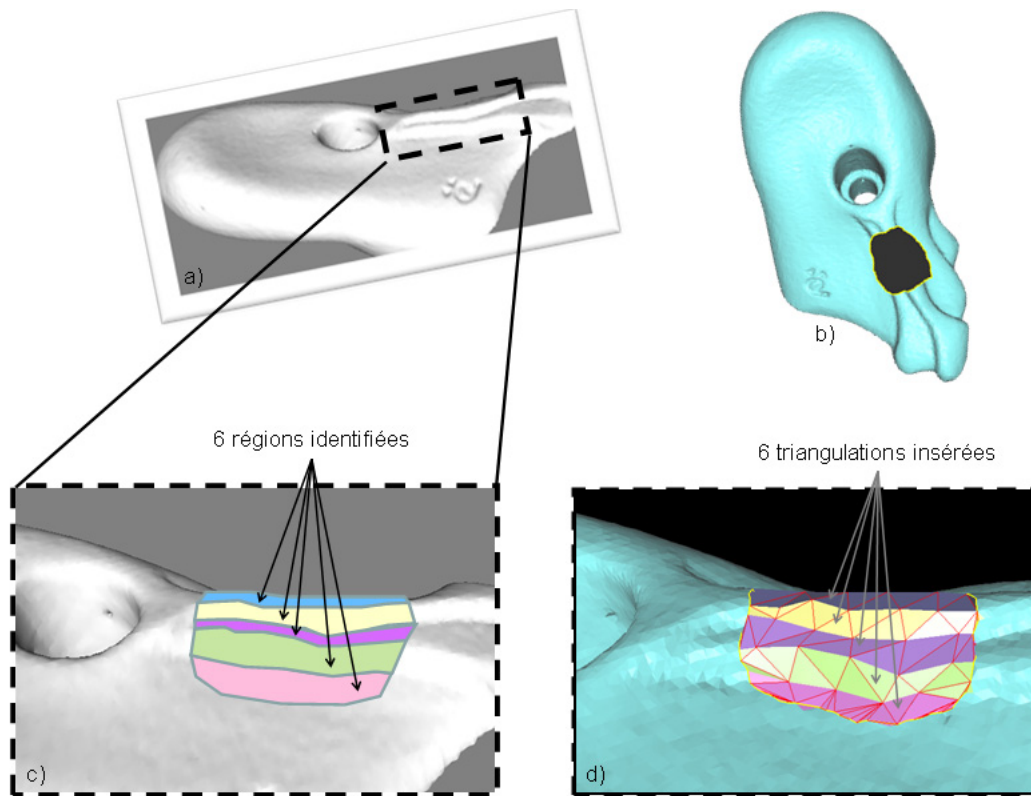 a)
b)
6 régions identifiées
6 triangulations insérées
c)
d)